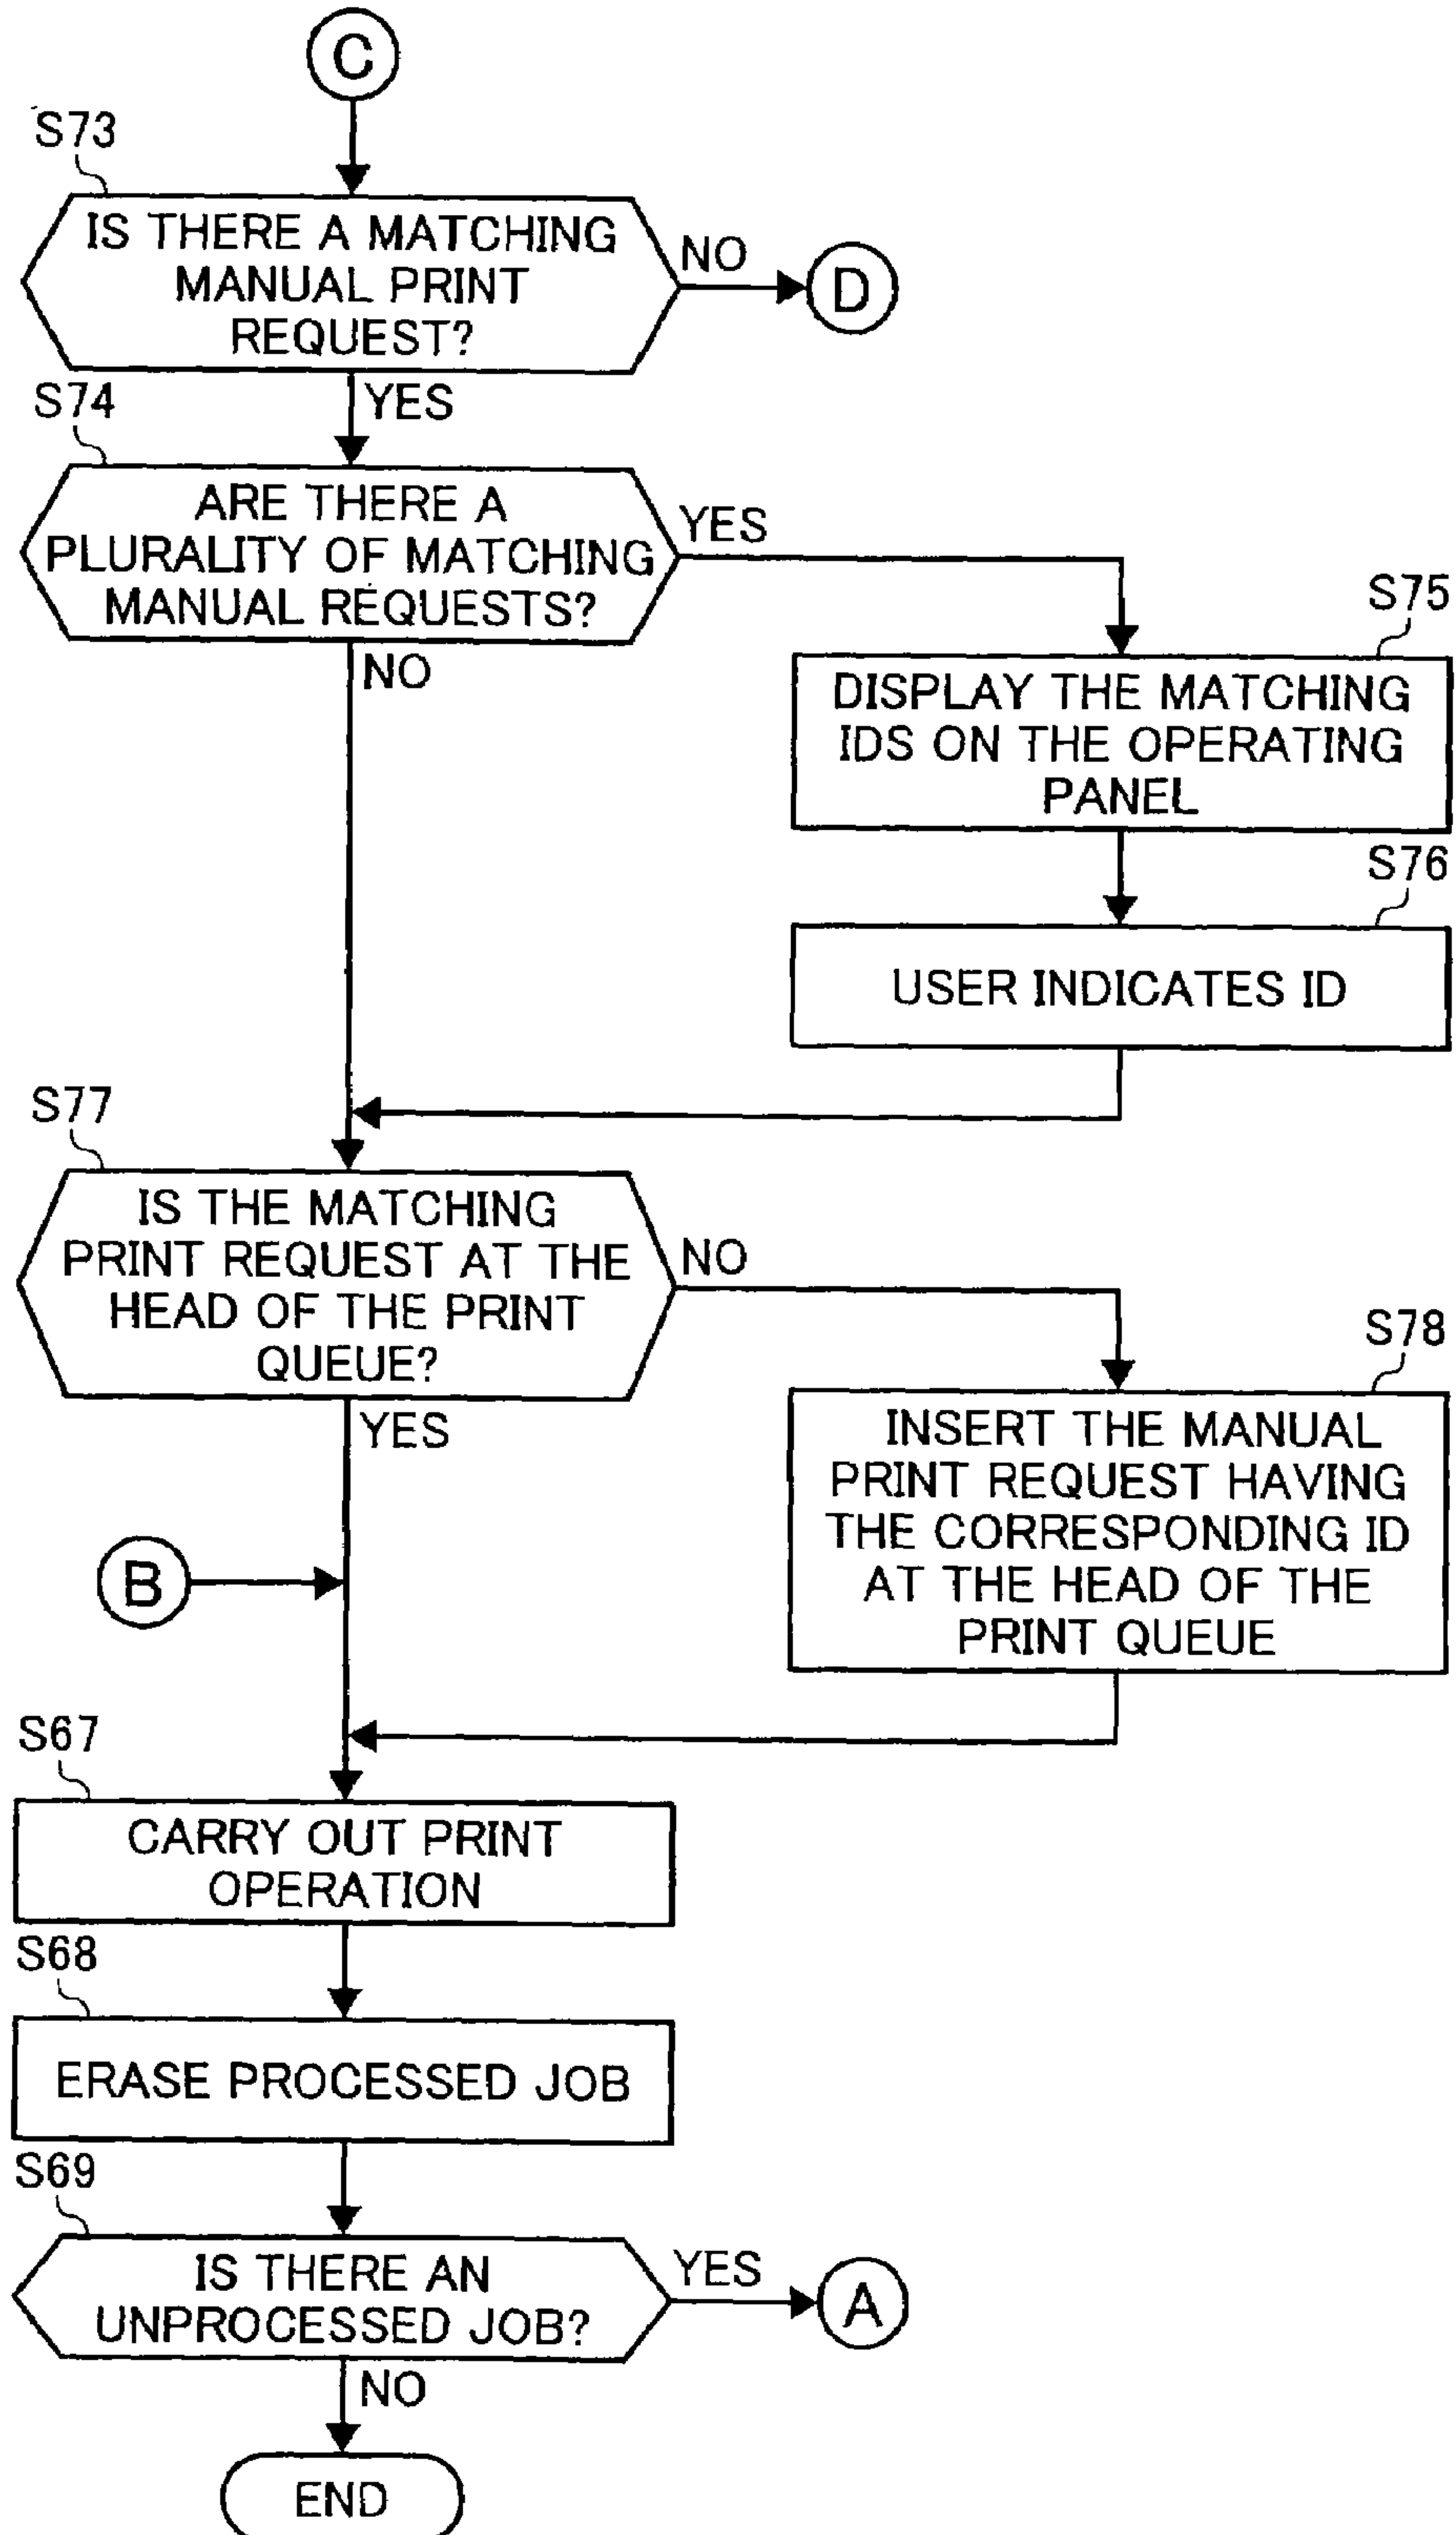 C
S73
IS THERE A MATCHING
MANUAL PRINT
REQUEST?
NO
D
YES
S74
ARE THERE A
PLURALITY OF MATCHING
MANUAL REQUESTS?
YES
NO
S75
DISPLAY THE MATCHING
IDS ON THE OPERATING
PANEL
S76
USER INDICATES ID
S77
IS THE MATCHING
PRINT REQUEST AT THE
HEAD OF THE PRINT
QUEUE?
NO
YES
S78
INSERT THE MANUAL
PRINT REQUEST HAVING
THE CORRESPONDING ID
AT THE HEAD OF THE
PRINT QUEUE
B
S67
CARRY OUT PRINT
OPERATION
S68
ERASE PROCESSED JOB
S69
IS THERE AN
UNPROCESSED JOB?
YES
A
NO
END